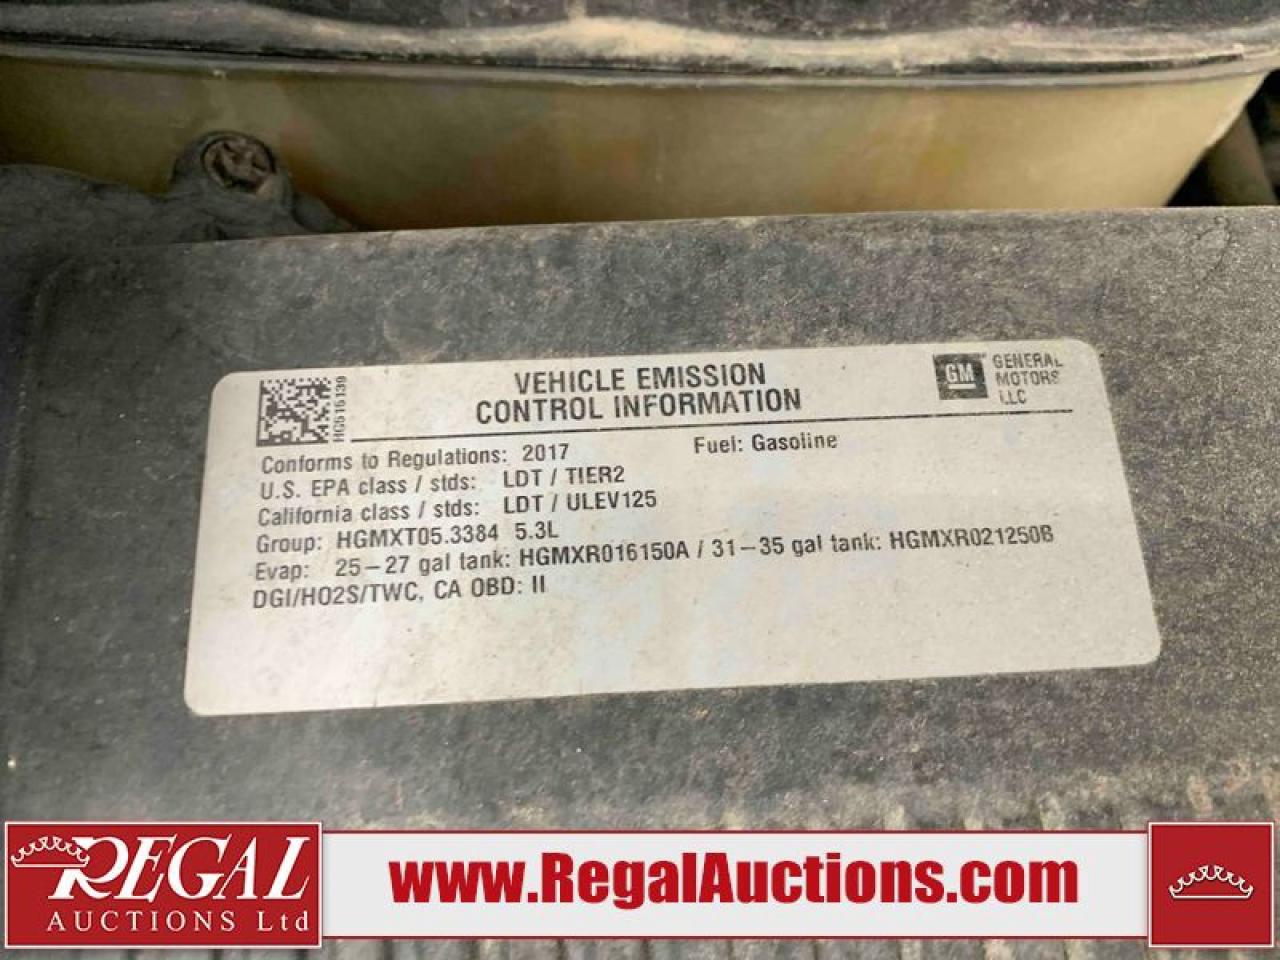 VEHICLE EMISSION
CONTROL INFORMATION
GM
GENERAL
MOTORS
LLC
Conforms to Regulations: 2017 Fuel: Gasoline
U.S. EPA class / stds: LDT / TIER2
California class / stds: LDT / ULEV125
Group: HGMXT05.3384 5.3L
Evap: 25-27 gal tank: HGMXR016150A / 31-35 gal tank: HGMXR021250B
DGI/HO2S/TWC, CA OBD: II
REGAL
AUCTIONS Ltd
www.RegalAuctions.com